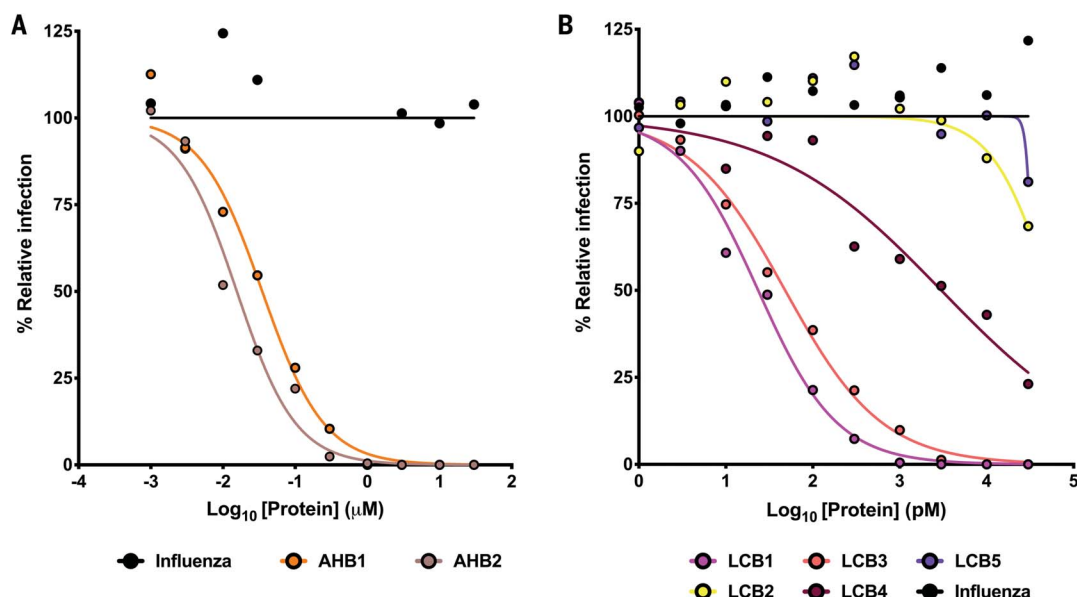 A
% Relative infection
125
100
75
50
25
0
-4 -3 -2 -1 0 1 2
Log10 [Protein] (μM)
Influenza AHB1 AHB2
B
% Relative Infection
125
100
75
50
25
0
0 1 2 3 4 5
Log10 [Protein] (pM)
LCB1 LCB3 LCB5
LCB2 LCB4 Influenza